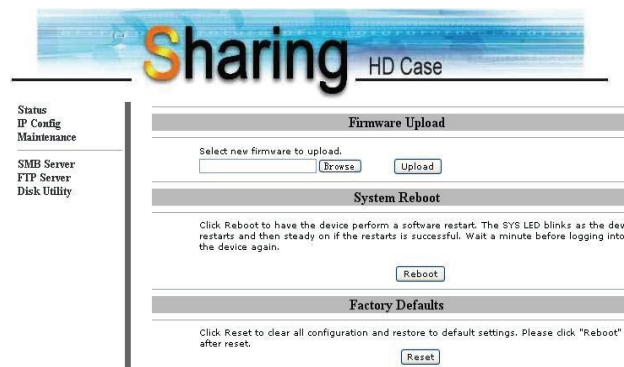 Sharing HD Case
Status
IP Config
Maintenance
SMB Server
FTP Server
Disk Utility
Firmware Upload
Select new firmware to upload.
Browse Upload
System Reboot
Click Reboot to have the device perform a software restart. The SYS LED blinks as the dev
restarts and then steady on if the restarts is successful. Wait a minute before logging into
the device again.
Reboot
Factory Defaults
Click Reset to clear all configuration and restore to default settings. Please click "Reboot"
after reset.
Reset